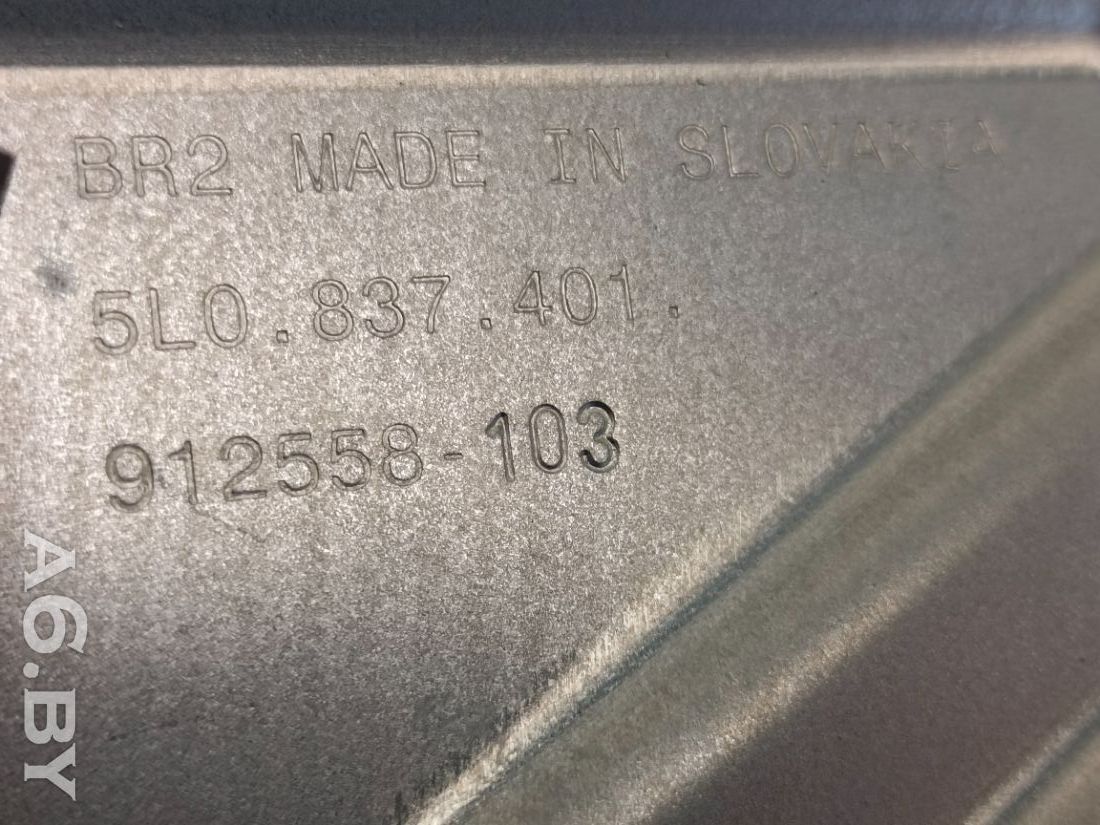 BR2 MADE IN SLOVAKIA
5L0.837.401.
912558-103
A6.BY